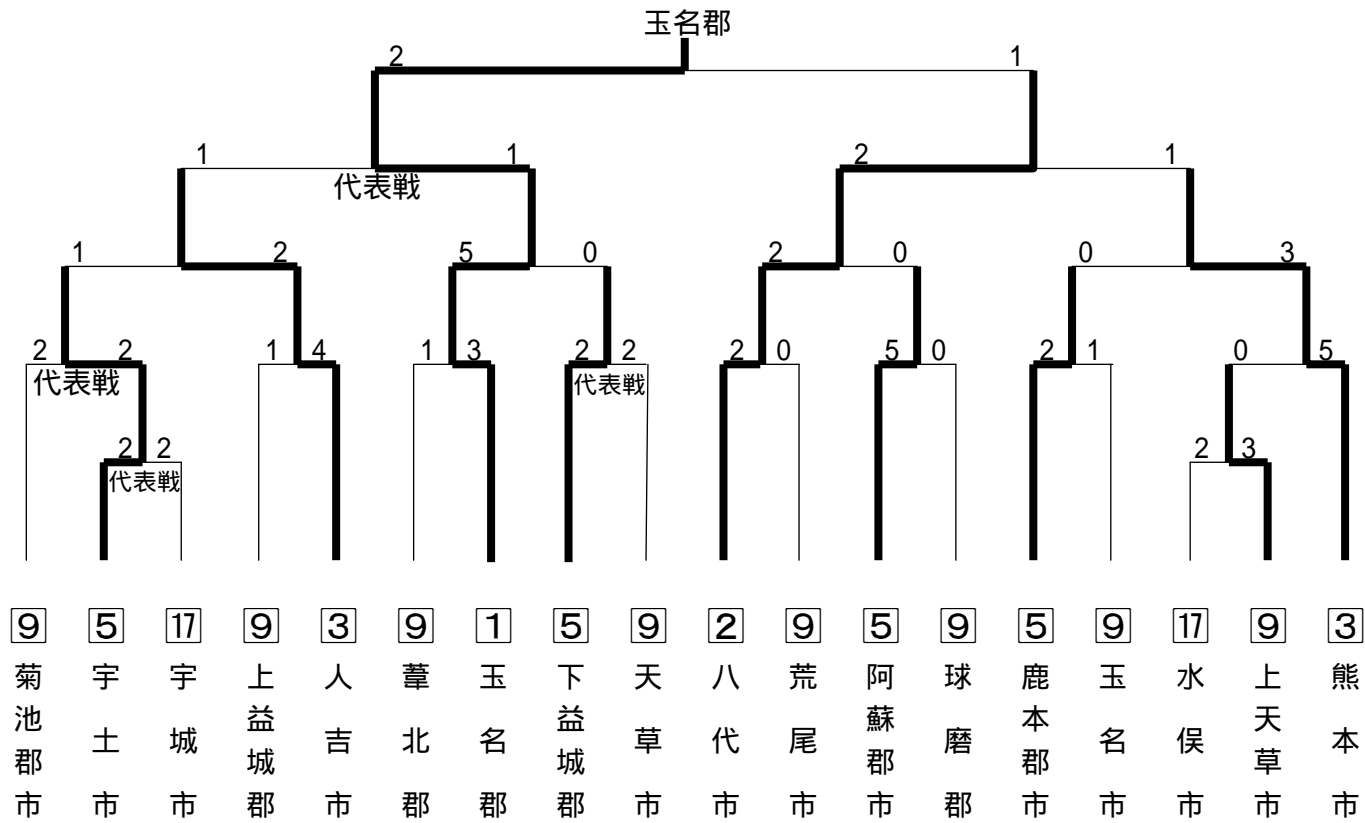 玉名郡
2 1
1 1 2 1
代表戦
1 2 5 0 2 0 0 3
2 2 1 4 1 3 2 2 2 0 5 0 2 1 0 5
代表戦 代表戦
2 2 2 3
代表戦
9 5 17 9 3 9 1 5 9 2 9 5 9 5 9 17 9 3
菊池郡市
宇土市
宇城市
上益城郡
人吉市
葦北郡
玉名郡
下益城郡
天草市
八代市
荒尾市
阿蘇郡市
球磨郡
鹿本郡市
玉名市
水俣市
上天草市
熊本市